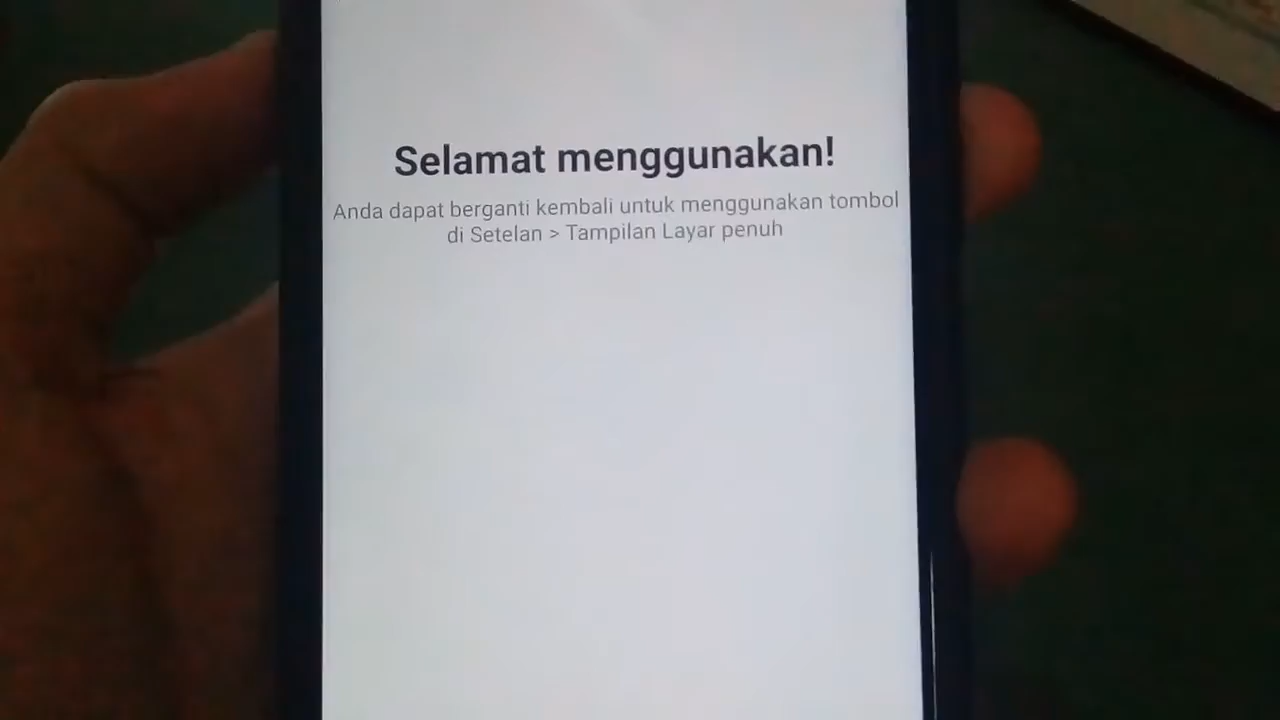 Selamat menggunakan!
Anda dapat berganti kembali untuk menggunakan tombol
di Setelan > Tampilan Layar penuh